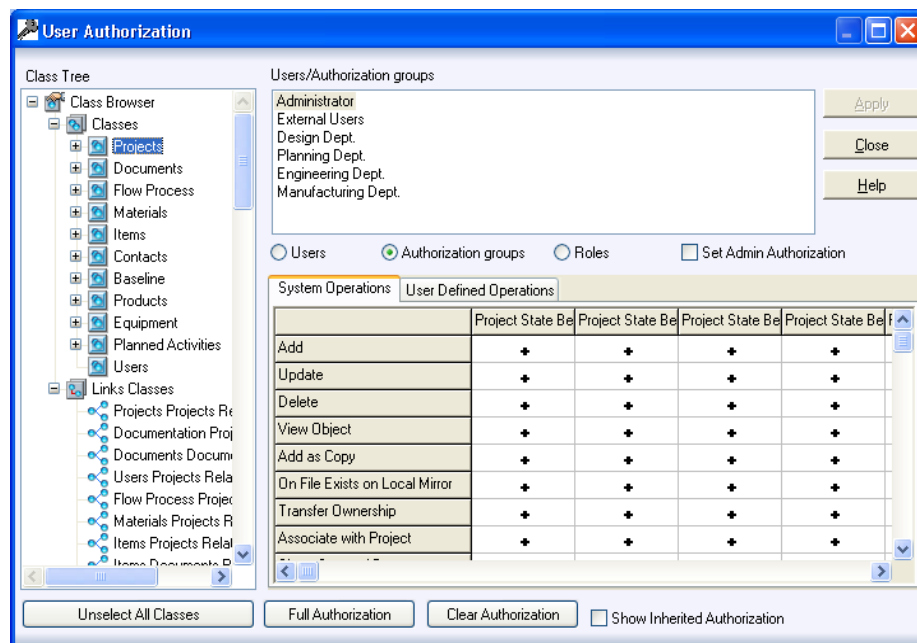 User Authorization
Class Tree
Class Browser
Classes
Projects
Documents
Flow Process
Materials
Items
Contacts
Baseline
Products
Equipment
Planned Activities
Users
Links Classes
Projects Projects Re
Documentation Proj
Documents Docum
Users Projects Rela
Flow Process Projec
Materials Projects R
Items Projects Relat
Items Documents R
Users/Authorization groups
Administrator
External Users
Design Dept.
Planning Dept.
Engineering Dept.
Manufacturing Dept.
Apply
Close
Help
Users Authorization groups Roles Set Admin Authorization
System Operations User Defined Operations
Project State Be Project State Be Project State Be Project State Be
Add + + + +
Update + + + +
Delete + + + +
View Object + + + +
Add as Copy + + + +
On File Exists on Local Mirror + + + +
Transfer Ownership + + + +
Associate with Project + + + +
Unselect All Classes Full Authorization Clear Authorization Show Inherited Authorization